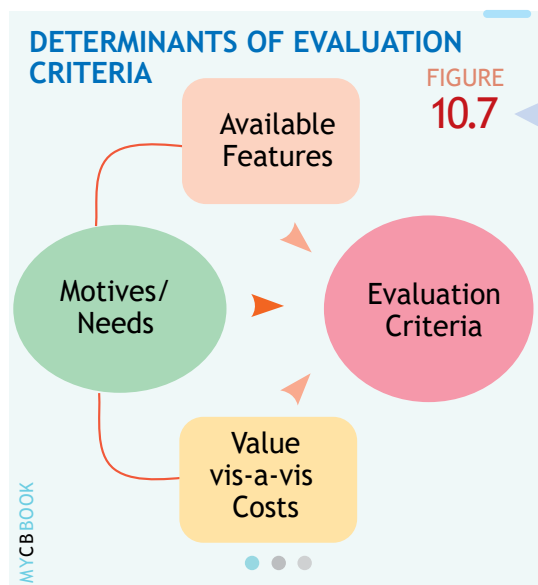 DETERMINANTS OF EVALUATION
CRITERIA
FIGURE
10.7
Available
Features
Motives/
Needs
Evaluation
Criteria
Value
vis-a-vis
Costs
MYCBBOOK